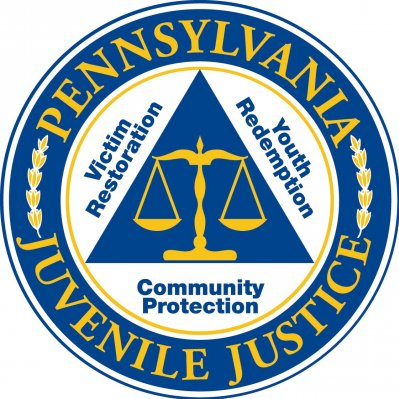 PENNSYLVANIA
Victim
Restoration
Youth
Redemption
Community
Protection
JUVENILE JUSTICE